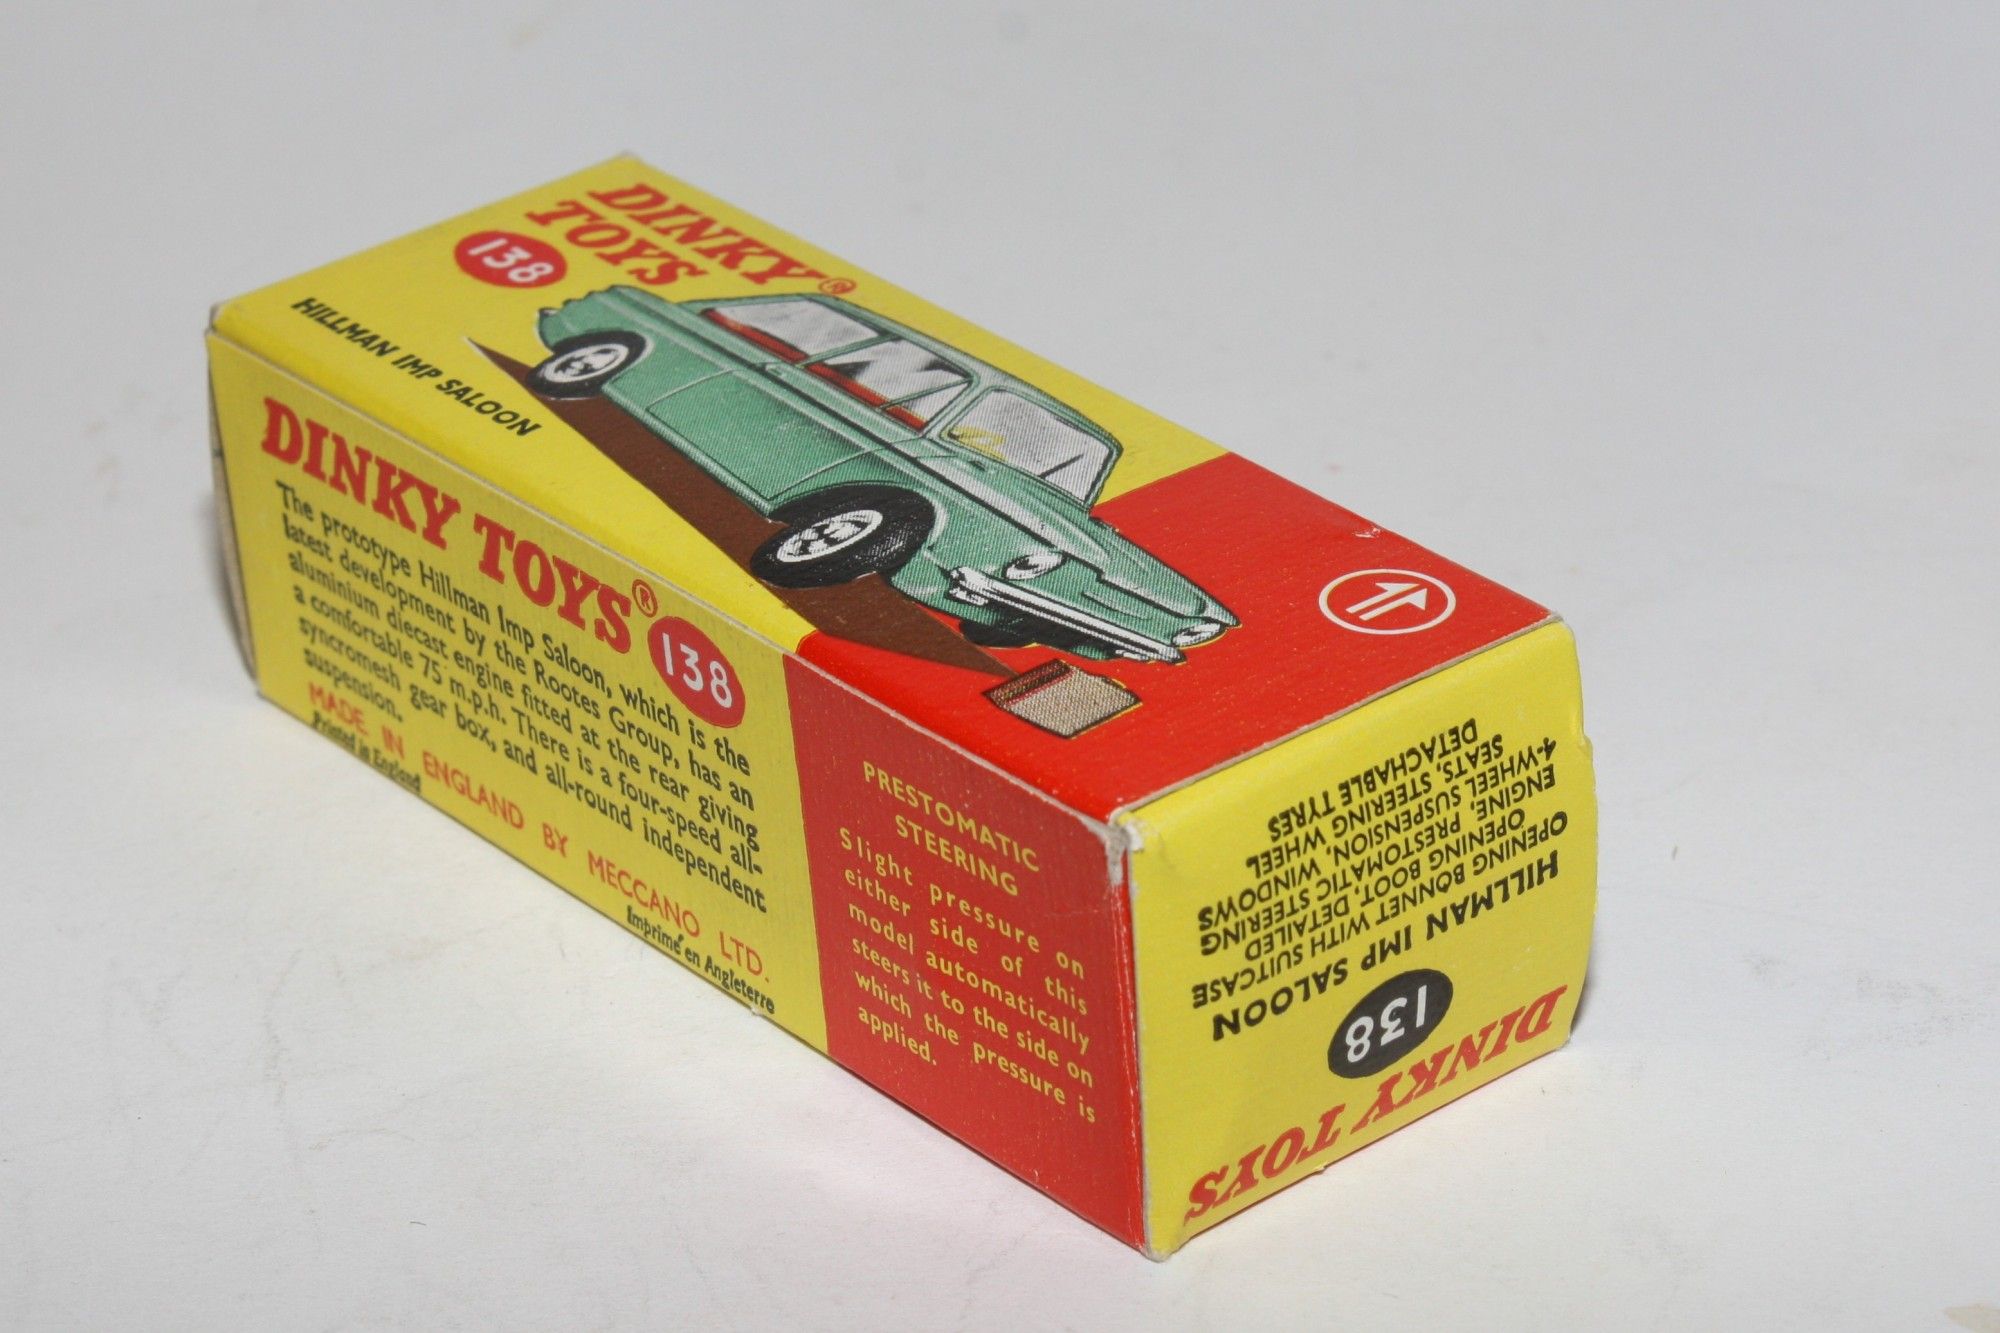 DINKY®
TOYS
138
HILLMAN IMP SALOON
DINKY TOYS® 138
The prototype Hillman Imp Saloon, which is the
latest development by the Rootes Group, has an
aluminium diecast engine fitted at the rear giving
a comfortable 75 m.p.h. There is a four-speed all-
syncromesh gear box, and all-round independent
suspension.
MADE IN ENGLAND BY MECCANO LTD.
Printed in England
Imprimé en Angleterre
PRESTOMATIC
STEERING
Slight pressure on
either side of this
model automatically
steers it to the side on
which the pressure is
applied.
DINKY TOYS
138
HILLMAN IMP SALOON
OPENING BONNET WITH SUITCASE
OPENING BOOT, DETAILED
ENGINE, PRESTOMATIC STEERING
4-WHEEL SUSPENSION, WINDOWS
SEATS, STEERING WHEEL
DETACHABLE TYRES